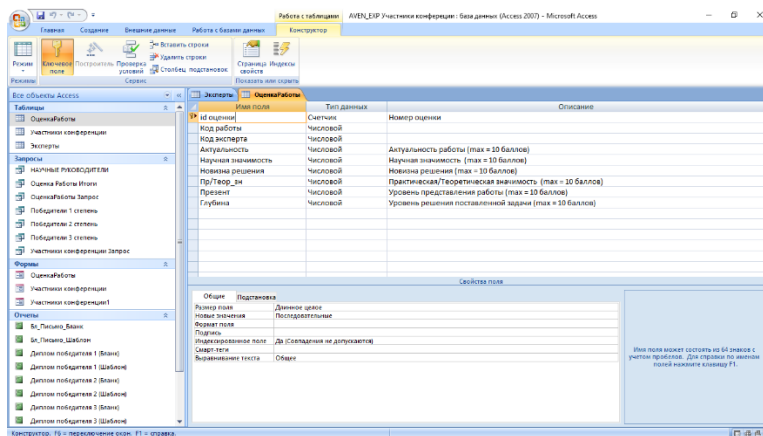 Работа с таблицами AVEN_EXP Участники конфереции : база данных (Access 2007) - Microsoft Access
Главная Создание Внешние данные Работа с базами данных Конструктор
Режим
Режимы
Ключевое поле
Построитель
Проверка условий
Вставить строки
Удалить строки
Столбец подстановок
Сервис
Страница свойств
Индексы
Показать или скрыть
Все объекты Access
Таблицы
ОценкаРаботы
Участники конференции
Эксперты
Запросы
НАУЧНЫЕ РУКОВОДИТЕЛИ
Оценка Работы Итоги
ОценкаРаботы Запрос
Победители 1 степень
Победители 2 степень
Победители 3 степень
Участники конференции Запрос
Формы
ОценкаРаботы
Участники конференции
Участники конференции1
Отчеты
Бл_Письмо_Бланк
Бл_Письмо_Шаблон
Диплом победителя 1 (Бланк)
Диплом победителя 1 (Шаблон)
Диплом победителя 2 (Бланк)
Диплом победителя 2 (Шаблон)
Диплом победителя 3 (Бланк)
Диплом победителя 3 (Шаблон)
Эксперты ОценкаРаботы
Имя поля Тип данных Описание
id оценки Счетчик Номер оценки
Код работы Числовой
Код эксперта Числовой
Актуальность Числовой Актуальность работы (max = 10 баллов)
Научная значимость Числовой Научная значимость (max = 10 баллов)
Новизна решения Числовой Новизна решения (max = 10 баллов)
Пр/Теор_зн Числовой Практическая/Теоретическая значимость (max = 10 баллов)
Презент Числовой Уровень представления работы (max = 10 баллов)
Глубина Числовой Уровень решения поставленной задачи (max = 10 баллов)
Свойства поля
Общие Подстановка
Размер поля Длинное целое
Новые значения Последовательные
Формат поля
Подпись
Индексированное поле Да (Совпадения не допускаются)
Смарт-теги
Выравнивание текста Общее
Имя поля может состоять из 64 знаков с
учетом пробелов. Для справки по именам
полей нажмите клавишу F1.
Конструктор. F6 = переключение окон. F1 = справка.